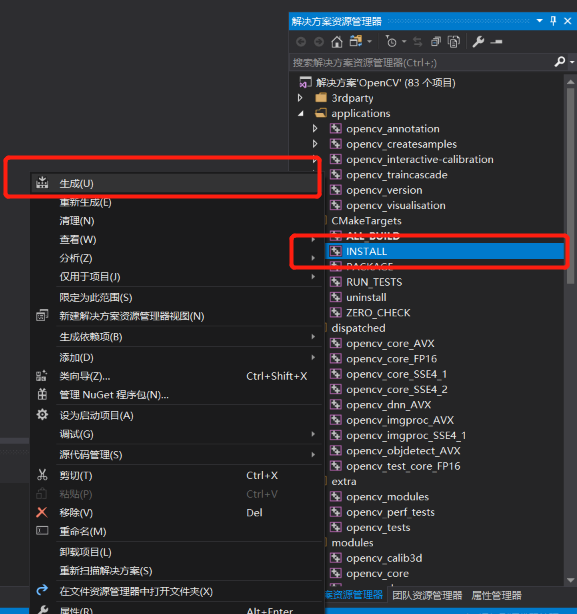 解决方案资源管理器
搜索解决方案资源管理器(Ctrl+;)
解决方案'OpenCV' (83 个项目)
3rdparty
applications
opencv_annotation
opencv_createsamples
opencv_interactive-calibration
opencv_traincascade
opencv_version
opencv_visualisation
CMakeTargets
ALL_BUILD
INSTALL
PACKAGE
RUN_TESTS
uninstall
ZERO_CHECK
dispatched
opencv_core_AVX
opencv_core_FP16
opencv_core_SSE4_1
opencv_core_SSE4_2
opencv_dnn_AVX
opencv_imgproc_AVX
opencv_imgproc_SSE4_1
opencv_objdetect_AVX
opencv_test_core_FP16
extra
opencv_modules
opencv_perf_tests
opencv_tests
modules
opencv_calib3d
opencv_core
案资源管理器 团队资源管理器 属性管理器
生成(U)
重新生成(E)
清理(N)
查看(W)
分析(Z)
仅用于项目(J)
限定为此范围(S)
新建解决方案资源管理器视图(N)
生成依赖项(B)
添加(D)
类向导(Z)... Ctrl+Shift+X
管理 NuGet 程序包(N)...
设为启动项目(A)
调试(G)
源代码管理(S)
剪切(T) Ctrl+X
粘贴(P) Ctrl+V
移除(V) Del
重命名(M)
卸载项目(L)
重新扫描解决方案(S)
在文件资源管理器中打开文件夹(X)
属性(R) Alt+Enter